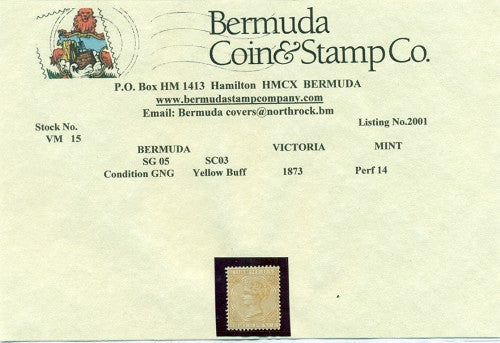 Bermuda
Coin&Stamp Co.
P.O. Box HM 1413 Hamilton HMCX BERMUDA
www.bermudastampcompany.com
Email: Bermuda covers@northrock.bm
Stock No. Listing No.2001
VM 15
BERMUDA VICTORIA MINT
SG 05 SC03
Condition GNG Yellow Buff 1873 Perf 14